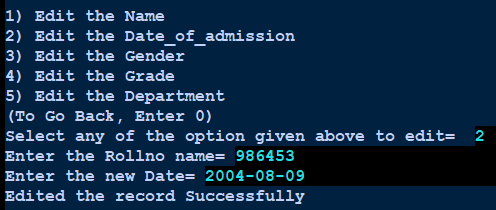 1) Edit the Name
2) Edit the Date_of_admission
3) Edit the Gender
4) Edit the Grade
5) Edit the Department
(To Go Back, Enter 0)
Select any of the option given above to edit= 2
Enter the Rollno name= 986453
Enter the new Date= 2004-08-09
Edited the record Successfully